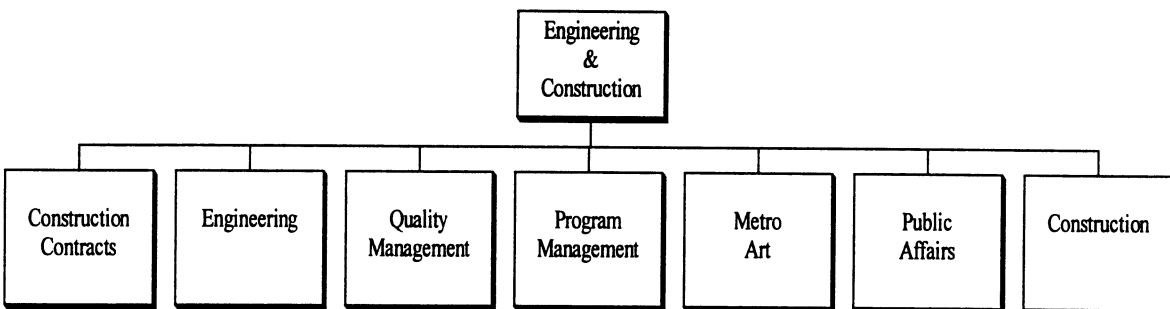 Engineering
&
Construction
Construction
Contracts
Engineering
Quality
Management
Program
Management
Metro
Art
Public
Affairs
Construction